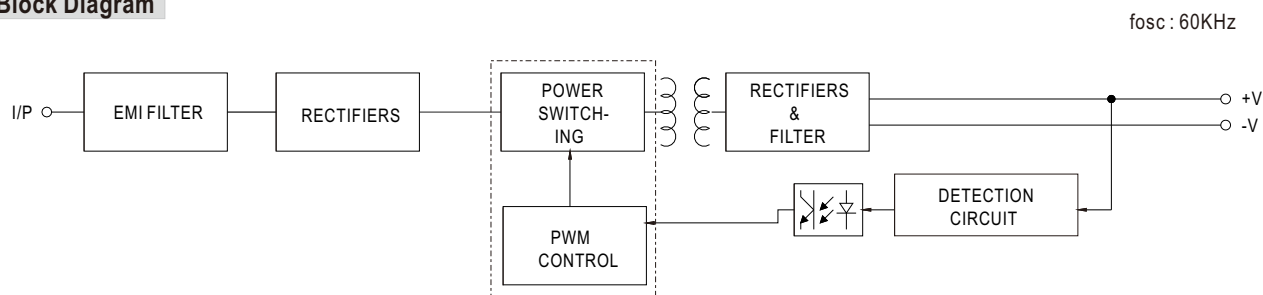 Block Diagram
fosc : 60KHz
I/P
EMI FILTER
RECTIFIERS
POWER
SWITCH-
ING
RECTIFIERS
&
FILTER
+V
-V
DETECTION
CIRCUIT
PWM
CONTROL